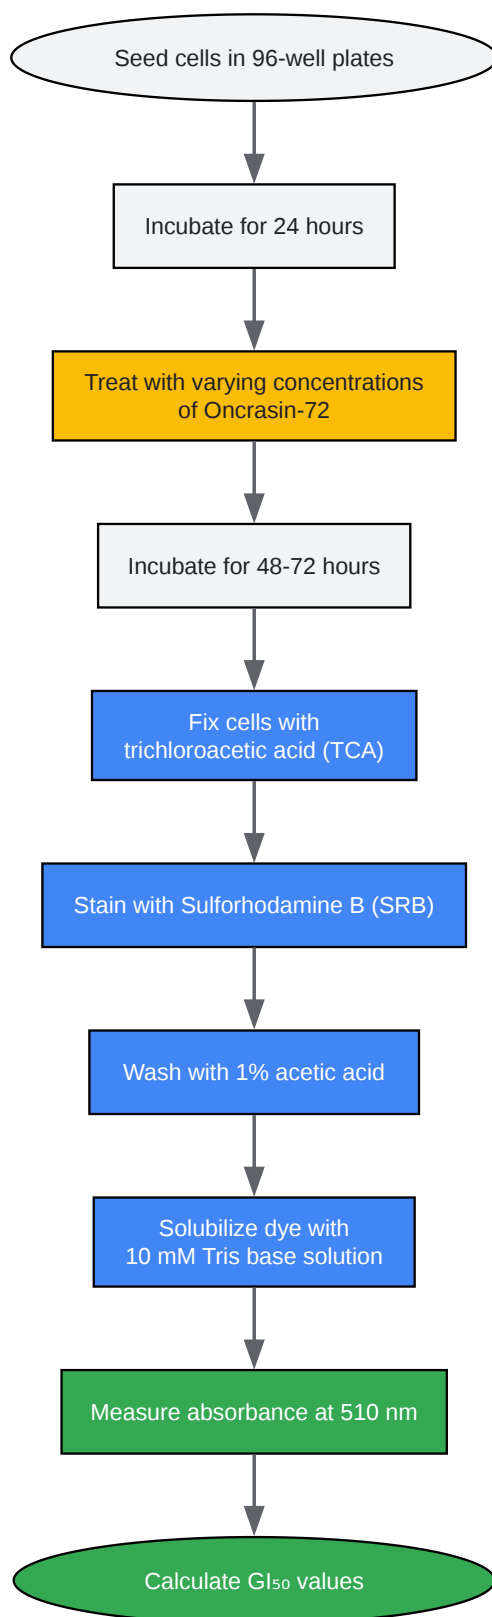 Seed cells in 96-well plates
Incubate for 24 hours
Treat with varying concentrations
of Oncrasin-72
Incubate for 48-72 hours
Fix cells with
trichloroacetic acid (TCA)
Stain with Sulforhodamine B (SRB)
Wash with 1% acetic acid
Solubilize dye with
10 mM Tris base solution
Measure absorbance at 510 nm
Calculate GI₅₀ values